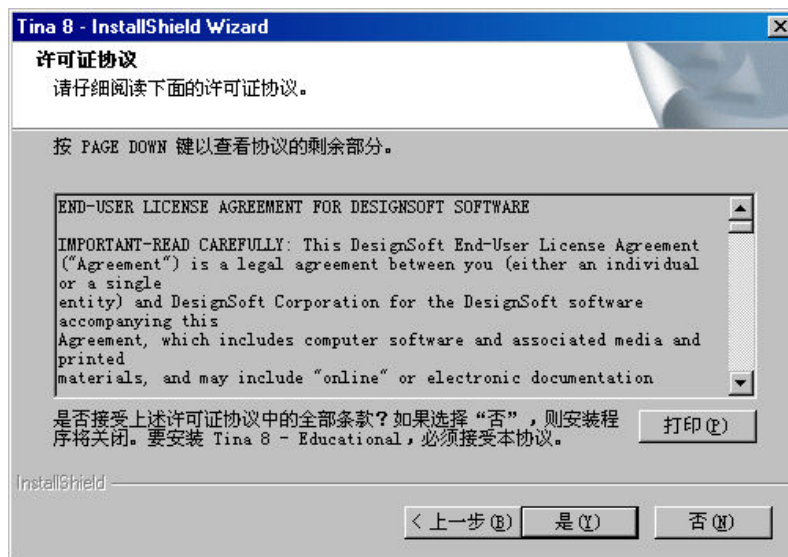 Tina 8 - InstallShield Wizard
许可证协议
请仔细阅读下面的许可证协议。
按 PAGE DOWN 键以查看协议的剩余部分。
END-USER LICENSE AGREEMENT FOR DESIGNSOFT SOFTWARE
IMPORTANT-READ CAREFULLY: This DesignSoft End-User License Agreement
("Agreement") is a legal agreement between you (either an individual
or a single
entity) and DesignSoft Corporation for the DesignSoft software
accompanying this
Agreement, which includes computer software and associated media and
printed
materials, and may include "online" or electronic documentation
是否接受上述许可证协议中的全部条款？如果选择“否”，则安装程
序将关闭。要安装 Tina 8 - Educational，必须接受本协议。
打印(P)
InstallShield
< 上一步(B)
是(Y)
否(N)